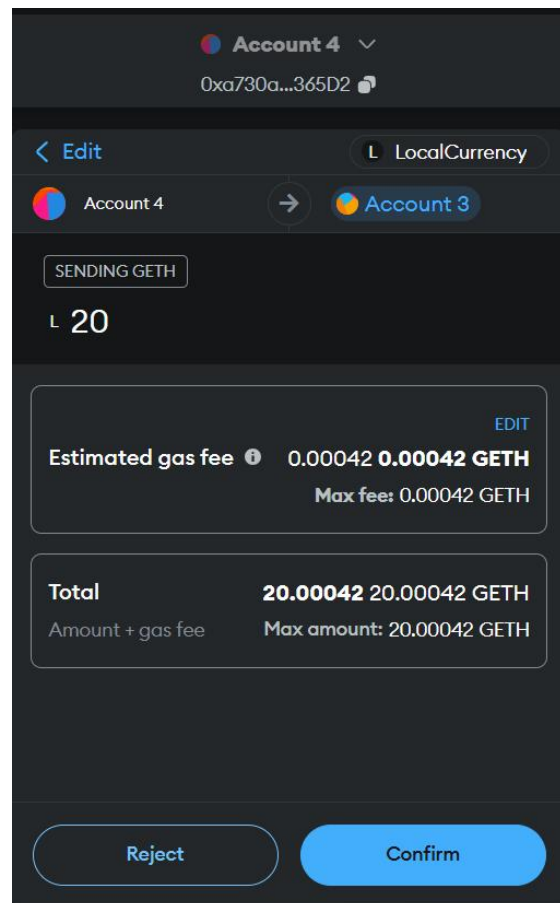 Account 4
0xa730a...365D2
Edit
L LocalCurrency
Account 4
Account 3
SENDING GETH
L 20
EDIT
Estimated gas fee 0.00042 0.00042 GETH
Max fee: 0.00042 GETH
Total 20.00042 20.00042 GETH
Amount + gas fee Max amount: 20.00042 GETH
Reject Confirm